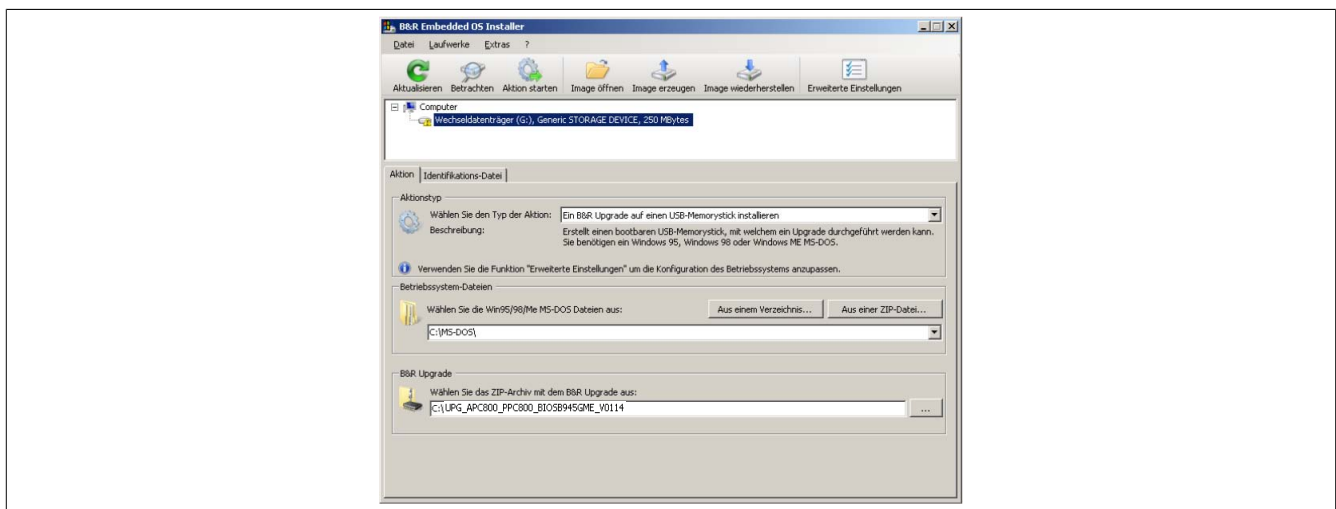 B&R Embedded OS Installer
Datei Laufwerke Extras ?
Aktualisieren Betrachten Aktion starten Image öffnen Image erzeugen Image wiederherstellen Erweiterte Einstellungen
Computer
Wechseldatenträger (G:), Generic STORAGE DEVICE, 250 MBytes
Aktion Identifikations-Datei
Aktionstyp
Wählen Sie den Typ der Aktion: Ein B&R Upgrade auf einen USB-Memorystick installieren
Beschreibung: Erstellt einen bootbaren USB-Memorystick, mit welchem ein Upgrade durchgeführt werden kann.
Sie benötigen ein Windows 95, Windows 98 oder Windows ME MS-DOS.
Verwenden Sie die Funktion "Erweiterte Einstellungen" um die Konfiguration des Betriebssystems anzupassen.
Betriebssystem-Dateien
Wählen Sie die Win95/98/Me MS-DOS Dateien aus: Aus einem Verzeichnis... Aus einer ZIP-Datei...
C:\MS-DOS\
B&R Upgrade
Wählen Sie das ZIP-Archiv mit dem B&R Upgrade aus:
C:\UPG_APC800_PPC800_BIOSB945GME_V0114 ...